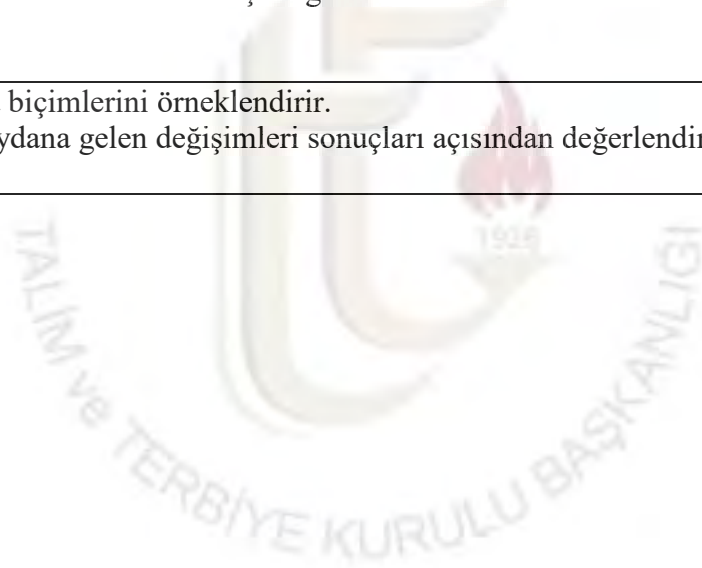 biçimlerini örneklendirir.
ydana gelen değişimleri sonuçları açısından değerlendir
1926
TALİM ve TERBİYE KURULU BAŞKANLIĞI